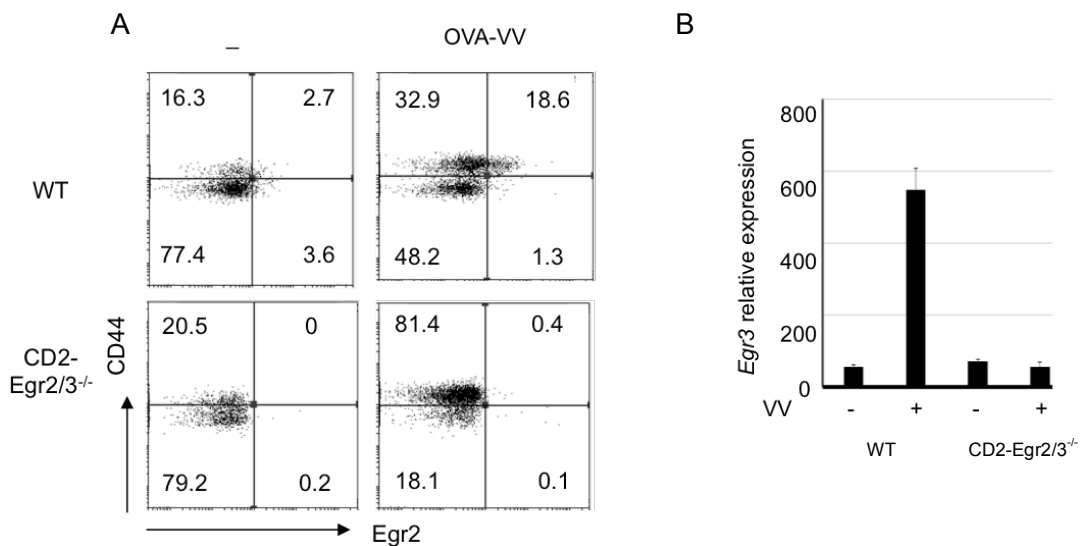 A
B
–
OVA-VV
16.3
2.7
32.9
18.6
WT
77.4
3.6
48.2
1.3
20.5
0
81.4
0.4
CD2-
Egr2/3-/-
CD44
79.2
0.2
18.1
0.1
Egr2
800
600
400
200
0
Egr3 relative expression
VV
- + - +
WT CD2-Egr2/3-/-